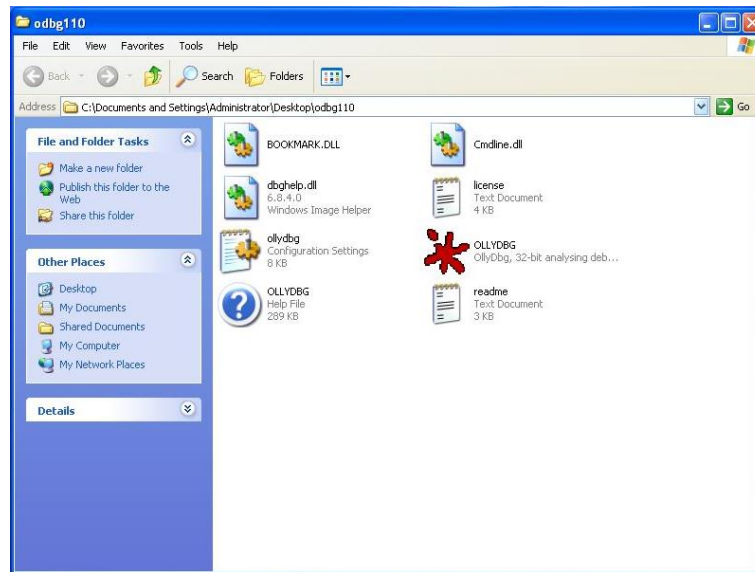 odbg110
File Edit View Favorites Tools Help
Back Search Folders
Address C:\Documents and Settings\Administrator\Desktop\odbg110 Go
File and Folder Tasks
Make a new folder
Publish this folder to the
Web
Share this folder
Other Places
Desktop
My Documents
Shared Documents
My Computer
My Network Places
Details
BOOKMARK.DLL
Cmdline.dll
dbghelp.dll
6.8.4.0
Windows Image Helper
license
Text Document
4 KB
ollydbg
Configuration Settings
8 KB
OLLYDBG
OllyDbg, 32-bit analysing deb...
OLLYDBG
Help File
289 KB
readme
Text Document
3 KB